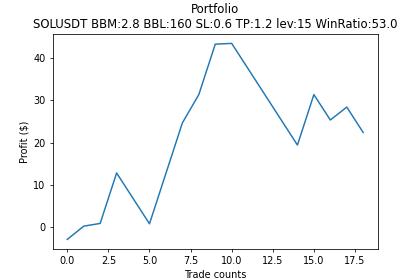 Portfolio
SOLUSDT BBM:2.8 BBL:160 SL:0.6 TP:1.2 lev:15 WinRatio:53.0
Profit ($)
40
30
20
10
0
0.0 2.5 5.0 7.5 10.0 12.5 15.0 17.5
Trade counts